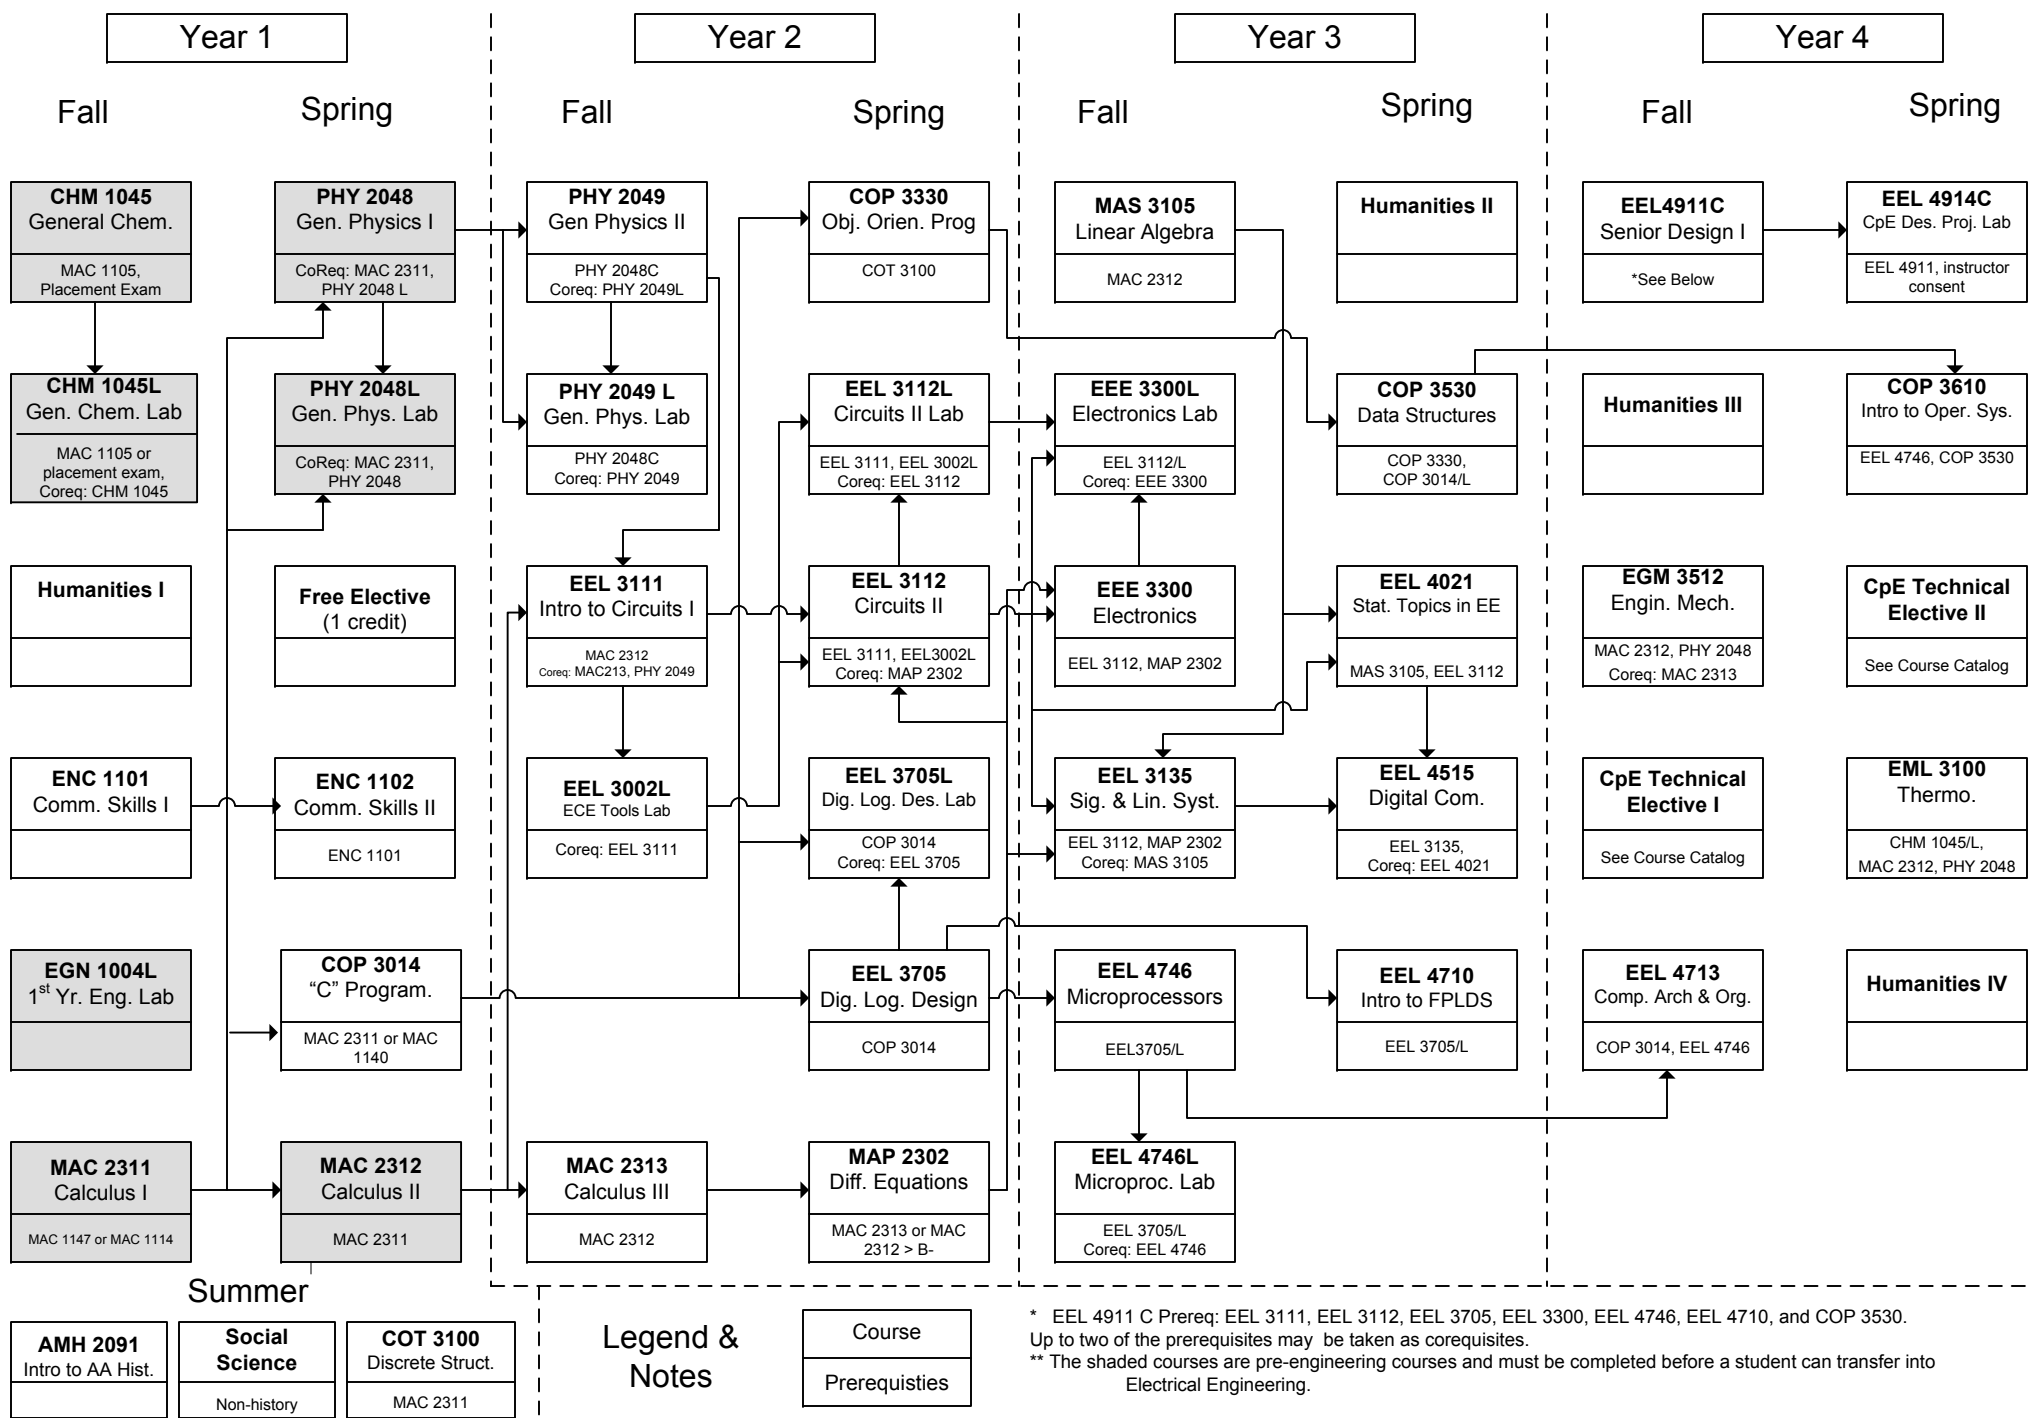 Year 1
Year 2
Year 3
Year 4
Fall
Spring
Fall
Spring
Fall
Spring
Fall
Spring
CHM 1045
General Chem.
MAC 1105,
Placement Exam
PHY 2048
Gen. Physics I
CoReq: MAC 2311,
PHY 2048 L
PHY 2049
Gen Physics II
PHY 2048C
Coreq: PHY 2049L
COP 3330
Obj. Orien. Prog
COT 3100
MAS 3105
Linear Algebra
MAC 2312
Humanities II
EEL4911C
Senior Design I
*See Below
EEL 4914C
CpE Des. Proj. Lab
EEL 4911, instructor
consent
CHM 1045L
Gen. Chem. Lab
MAC 1105 or
placement exam,
Coreq: CHM 1045
PHY 2048L
Gen. Phys. Lab
CoReq: MAC 2311,
PHY 2048
PHY 2049 L
Gen. Phys. Lab
PHY 2048C
Coreq: PHY 2049
EEL 3112L
Circuits II Lab
EEL 3111, EEL 3002L
Coreq: EEL 3112
EEE 3300L
Electronics Lab
EEL 3112/L
Coreq: EEE 3300
COP 3530
Data Structures
COP 3330,
COP 3014/L
Humanities III
COP 3610
Intro to Oper. Sys.
EEL 4746, COP 3530
Humanities I
Free Elective
(1 credit)
EEL 3111
Intro to Circuits I
MAC 2312
Coreq: MAC213, PHY 2049
EEL 3112
Circuits II
EEL 3111, EEL3002L
Coreq: MAP 2302
EEE 3300
Electronics
EEL 3112, MAP 2302
EEL 4021
Stat. Topics in EE
MAS 3105, EEL 3112
EGM 3512
Engin. Mech.
MAC 2312, PHY 2048
Coreq: MAC 2313
CpE Technical
Elective II
See Course Catalog
ENC 1101
Comm. Skills I
ENC 1102
Comm. Skills II
ENC 1101
EEL 3002L
ECE Tools Lab
Coreq: EEL 3111
EEL 3705L
Dig. Log. Des. Lab
COP 3014
Coreq: EEL 3705
EEL 3135
Sig. & Lin. Syst.
EEL 3112, MAP 2302
Coreq: MAS 3105
EEL 4515
Digital Com.
EEL 3135,
Coreq: EEL 4021
CpE Technical
Elective I
See Course Catalog
EML 3100
Thermo.
CHM 1045/L,
MAC 2312, PHY 2048
EGN 1004L
1st Yr. Eng. Lab
COP 3014
“C” Program.
MAC 2311 or MAC
1140
EEL 3705
Dig. Log. Design
COP 3014
EEL 4746
Microprocessors
EEL3705/L
EEL 4710
Intro to FPLDS
EEL 3705/L
EEL 4713
Comp. Arch & Org.
COP 3014, EEL 4746
Humanities IV
MAC 2311
Calculus I
MAC 1147 or MAC 1114
MAC 2312
Calculus II
MAC 2311
MAC 2313
Calculus III
MAC 2312
MAP 2302
Diff. Equations
MAC 2313 or MAC
2312 > B-
EEL 4746L
Microproc. Lab
EEL 3705/L
Coreq: EEL 4746
Summer
AMH 2091
Intro to AA Hist.
Social
Science
Non-history
COT 3100
Discrete Struct.
MAC 2311
Legend &
Notes
Course
Prerequisties
* EEL 4911 C Prereq: EEL 3111, EEL 3112, EEL 3705, EEL 3300, EEL 4746, EEL 4710, and COP 3530.
Up to two of the prerequisites may be taken as corequisites.
** The shaded courses are pre-engineering courses and must be completed before a student can transfer into
Electrical Engineering.